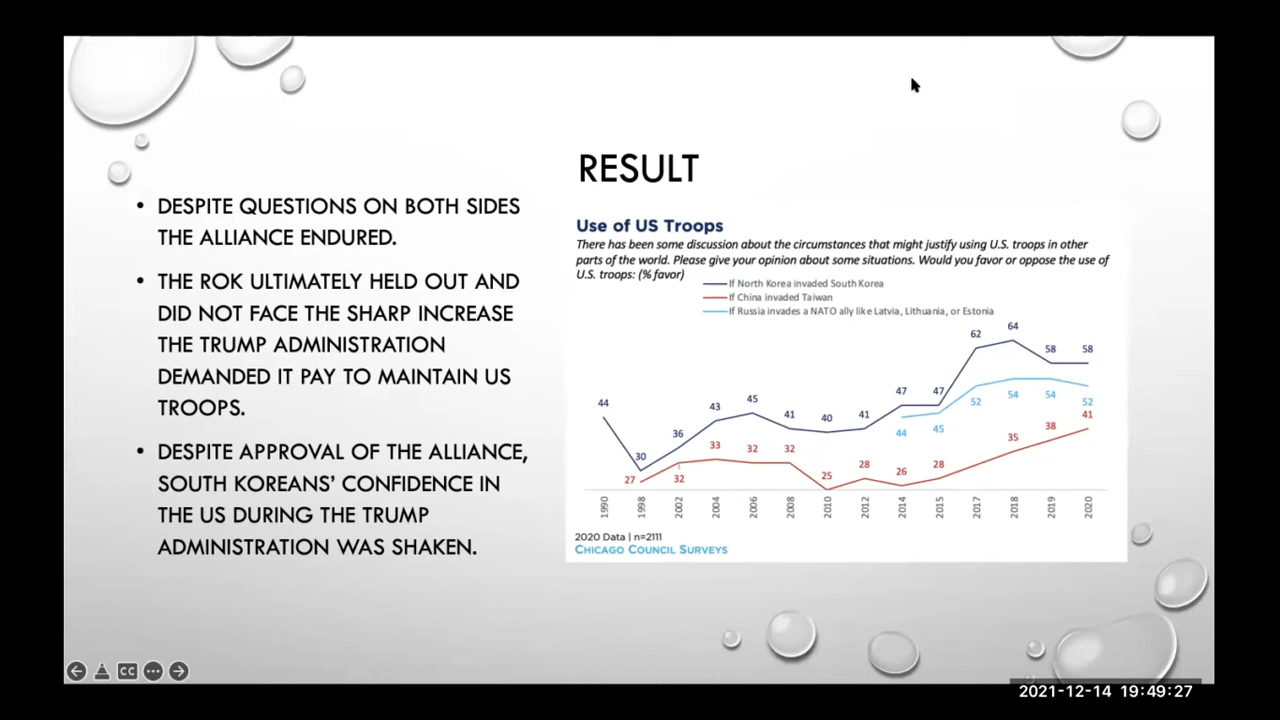 RESULT
• DESPITE QUESTIONS ON BOTH SIDES
THE ALLIANCE ENDURED.
• THE ROK ULTIMATELY HELD OUT AND
DID NOT FACE THE SHARP INCREASE
THE TRUMP ADMINISTRATION
DEMANDED IT PAY TO MAINTAIN US
TROOPS.
• DESPITE APPROVAL OF THE ALLIANCE,
SOUTH KOREANS’ CONFIDENCE IN
THE US DURING THE TRUMP
ADMINISTRATION WAS SHAKEN.
Use of US Troops
There has been some discussion about the circumstances that might justify using U.S. troops in other
parts of the world. Please give your opinion about some situations. Would you favor or oppose the use of
U.S. troops: (% favor)
If North Korea invaded South Korea
If China invaded Taiwan
If Russia invades a NATO ally like Latvia, Lithuania, or Estonia
44 30 36 43 45 41 40 41 47 47 62 64 58 58
44 45 52 54 54 52
27 32 33 32 32 25 28 26 28 35 38 41
1990 1998 2002 2004 2006 2008 2010 2012 2014 2015 2017 2018 2019 2020
2020 Data | n=2111
CHICAGO COUNCIL SURVEYS
CC
2021-12-14 19:49:27